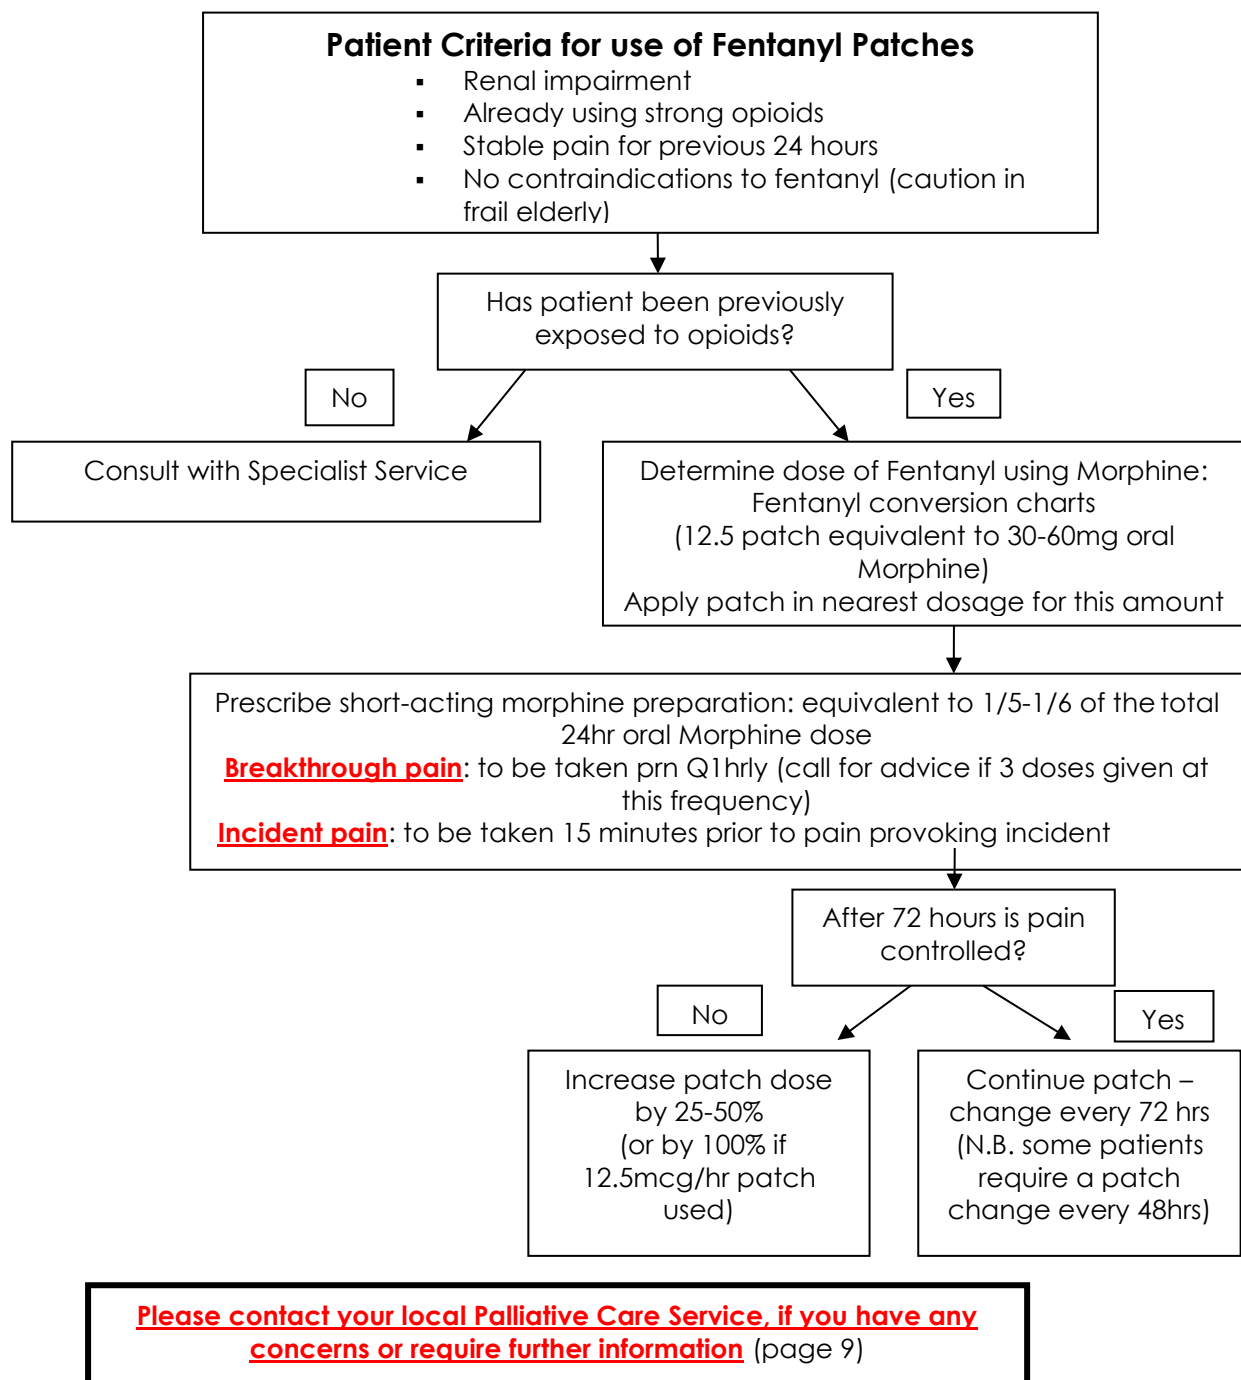 Patient Criteria for use of Fentanyl Patches
▪ Renal impairment
▪ Already using strong opioids
▪ Stable pain for previous 24 hours
▪ No contraindications to fentanyl (caution in
frail elderly)
Has patient been previously
exposed to opioids?
No
Yes
Consult with Specialist Service
Determine dose of Fentanyl using Morphine:
Fentanyl conversion charts
(12.5 patch equivalent to 30-60mg oral
Morphine)
Apply patch in nearest dosage for this amount
Prescribe short-acting morphine preparation: equivalent to 1/5-1/6 of the total
24hr oral Morphine dose
Breakthrough pain: to be taken prn Q1hrly (call for advice if 3 doses given at
this frequency)
Incident pain: to be taken 15 minutes prior to pain provoking incident
After 72 hours is pain
controlled?
No
Yes
Increase patch dose
by 25-50%
(or by 100% if
12.5mcg/hr patch
used)
Continue patch –
change every 72 hrs
(N.B. some patients
require a patch
change every 48hrs)
Please contact your local Palliative Care Service, if you have any
concerns or require further information (page 9)